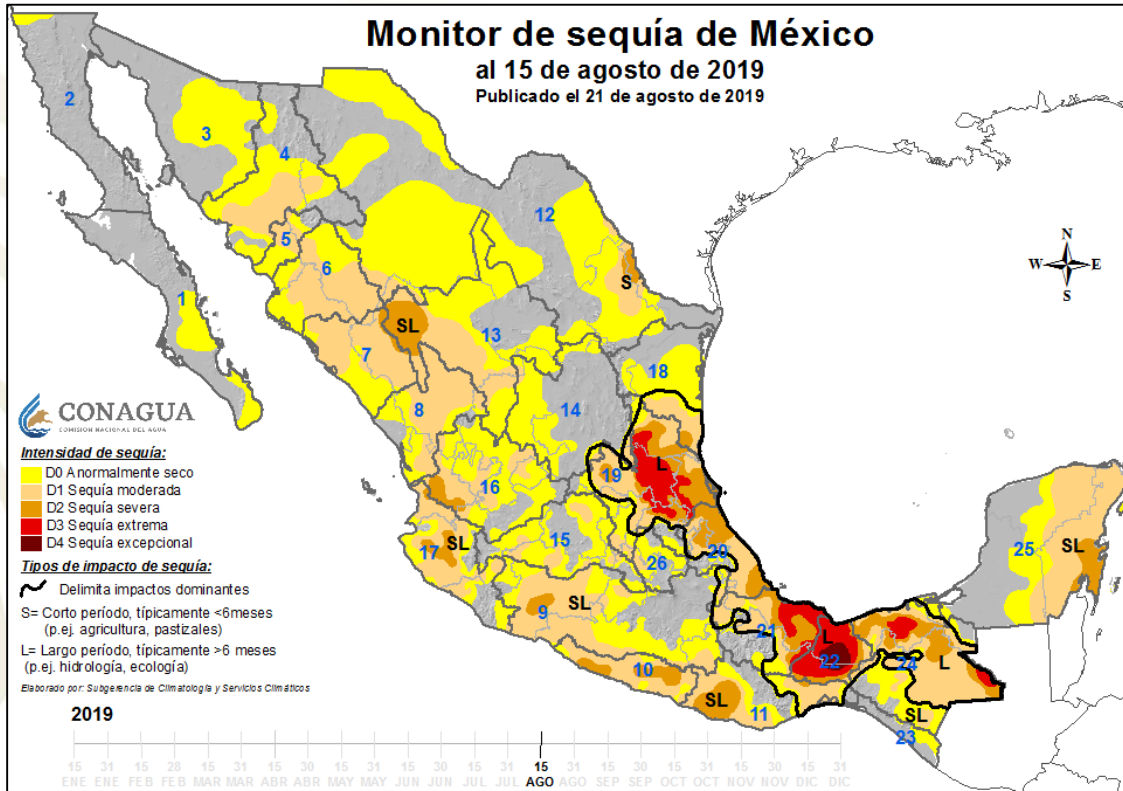 Monitor de sequía de México
al 15 de agosto de 2019
Publicado el 21 de agosto de 2019
N
W E
S
2
3
4
12
5
6
S
1
SL
13
7
18
8
14
L
19
16
25
SL
17
SL
15
20
26
9
SL
21
L
22
24
L
10
SL
11
SL
23
CONAGUA
COMISIÓN NACIONAL DEL AGUA
Intensidad de sequía:
D0 Anormalmente seco
D1 Sequía moderada
D2 Sequía severa
D3 Sequía extrema
D4 Sequía excepcional
Tipos de impacto de sequía:
Delimita impactos dominantes
S= Corto período, típicamente <6meses
(p.ej. agricultura, pastizales)
L= Largo período, típicamente >6 meses
(p.ej. hidrología, ecología)
Elaborado por: Subgerencia de Climatología y Servicios Climáticos
2019
15 31 15 28 15 31 15 30 15 31 15 30 15 31 15 31 15 30 15 31 15 30 15 31
ENE ENE FEB FEB MAR MAR ABR ABR MAY MAY JUN JUN JUL JUL AGO AGO SEP SEP OCT OCT NOV NOV DIC DIC